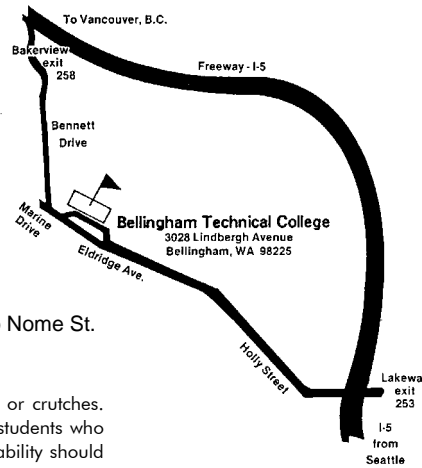 To Vancouver, B.C.
Bakerview
exit
258
Freeway - I-5
Bennett
Drive
Marine
Drive
Bellingham Technical College
3028 Lindbergh Avenue
Bellingham, WA 98225
Eldridge Ave.
Nome St.
Holly Street
Lakewa
exit
253
or crutches.
students who
ability should
I-5
from
Seattle